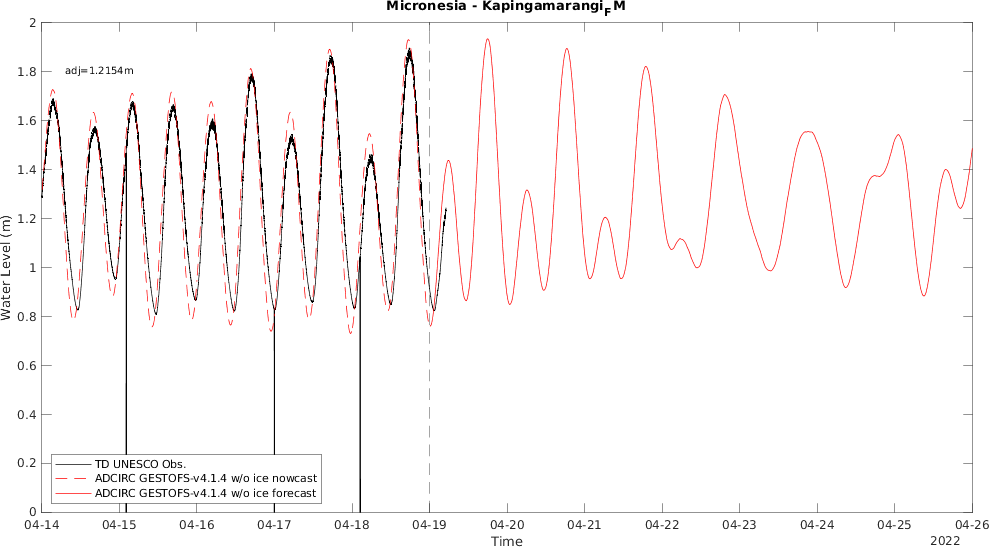 Micronesia - Kapingamarangi_FM
adj=1.2154m
2
1.8
1.6
1.4
1.2
1
0.8
0.6
0.4
0.2
0
Water Level (m)
TD UNESCO Obs.
ADCIRC GESTOFS-v4.1.4 w/o ice nowcast
ADCIRC GESTOFS-v4.1.4 w/o ice forecast
04-14 04-15 04-16 04-17 04-18 04-19 04-20 04-21 04-22 04-23 04-24 04-25 04-26
Time
2022